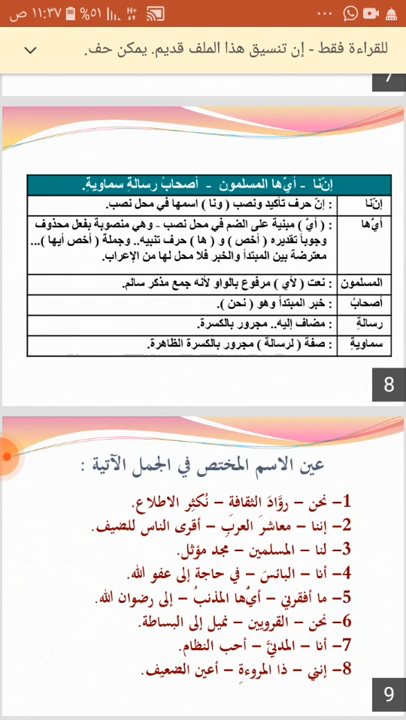 ١١:٣٧ ص ٥١% H+
للقراءة فقط - إن تنسيق هذا الملف قديم. يمكن حف.
7
إنّنا - أيّها المسلمون - أصحابُ رسالةٍ سماويةٍ.
إنّنا : إنّ حرف تأكيد ونصب ( ونا ) اسمها في محل نصب.
أيّها : ( أيّ ) مبنية على الضم في محل نصب - وهي منصوبة بفعل محذوف
وجوباً تقديره ( أخص ) و ( ها ) حرف تنبيه.. وجملة ( أخص أيها )...
معترضة بين المبتدأ والخبر فلا محل لها من الإعراب.
المسلمون : نعت ( لأي ) مرفوع بالواو لأنه جمع مذكر سالم.
أصحابُ : خبر المبتدأ وهو ( نحن ).
رسالةِ : مضاف إليه.. مجرور بالكسرة.
سماويةِ : صفة ( لرسالة ) مجرور بالكسرة الظاهرة.
8
عين الاسم المختص في الجمل الآتية :
1- نحن - روّادَ الثقافةِ - نُكثِر الاطلاع.
2- إننا - معاشرَ العربِ - أقرى الناس للضيف.
3- لنا - المسلمين - مجد مؤثل.
4- أنا - البائسَ - في حاجة إلى عفو الله.
5- ما أفقرني - أيُّها المذنبُ - إلى رضوان الله.
6- نحن - القرويين - نميل إلى البساطة.
7- أنا - المدنيَّ - أحب النظام.
8- إنني - ذا المروءةِ - أعين الضعيف.
9